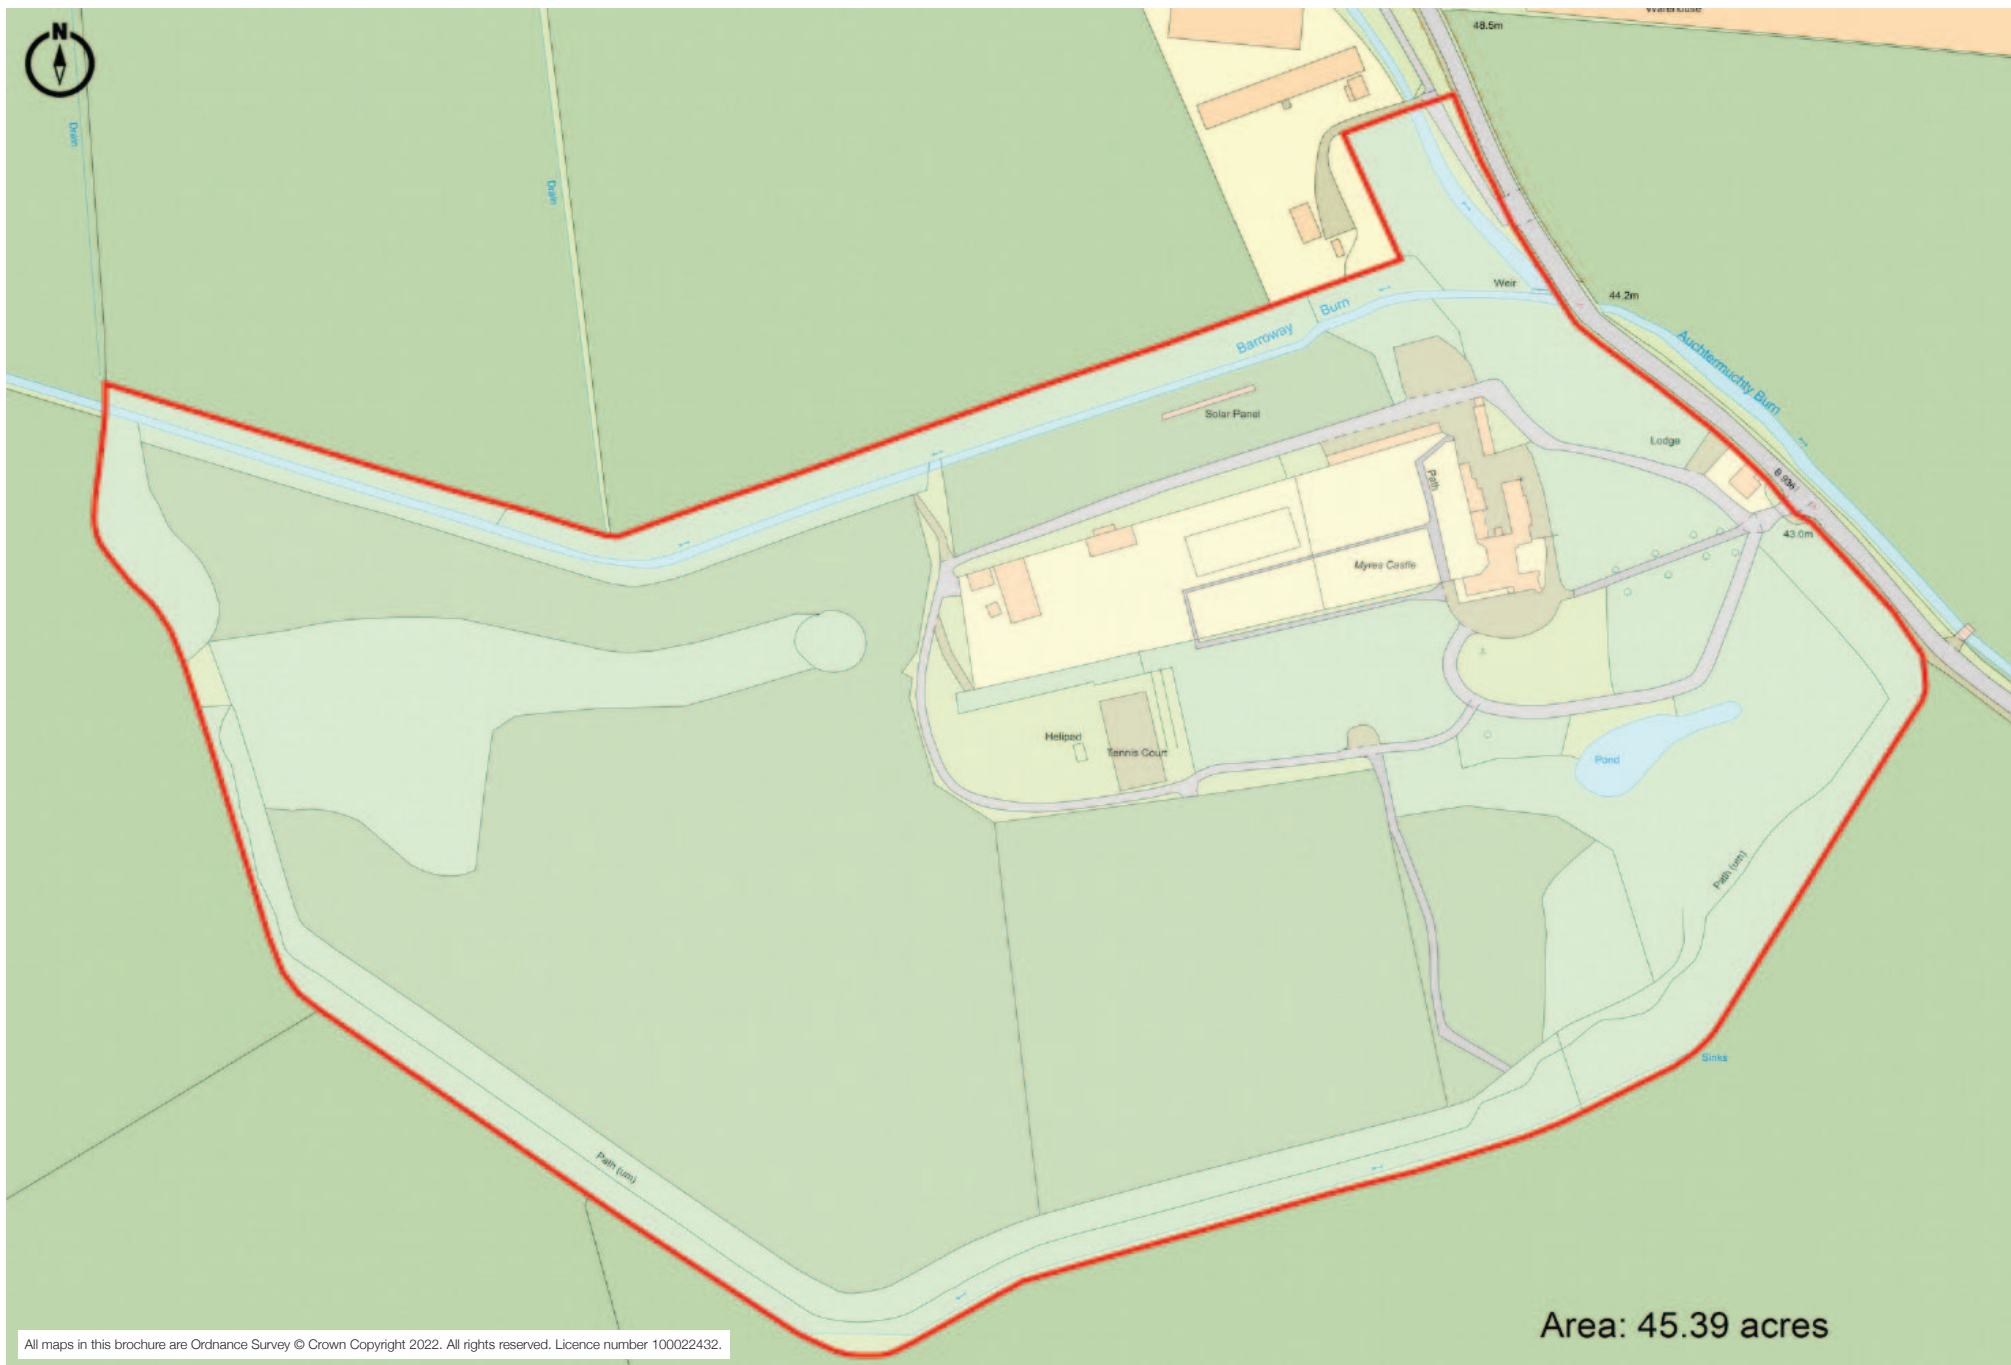 N
Warehouse
48.5m
Drain
Drain
Weir
44.2m
Barroway Burn
Auchtermuchty Burn
Solar Panel
Lodge
Path
B 936
43.0m
Myres Castle
Helipad
Tennis Court
Pond
Path (um)
Sinks
Path (um)
Area: 45.39 acres
All maps in this brochure are Ordnance Survey © Crown Copyright 2022. All rights reserved. Licence number 100022432.